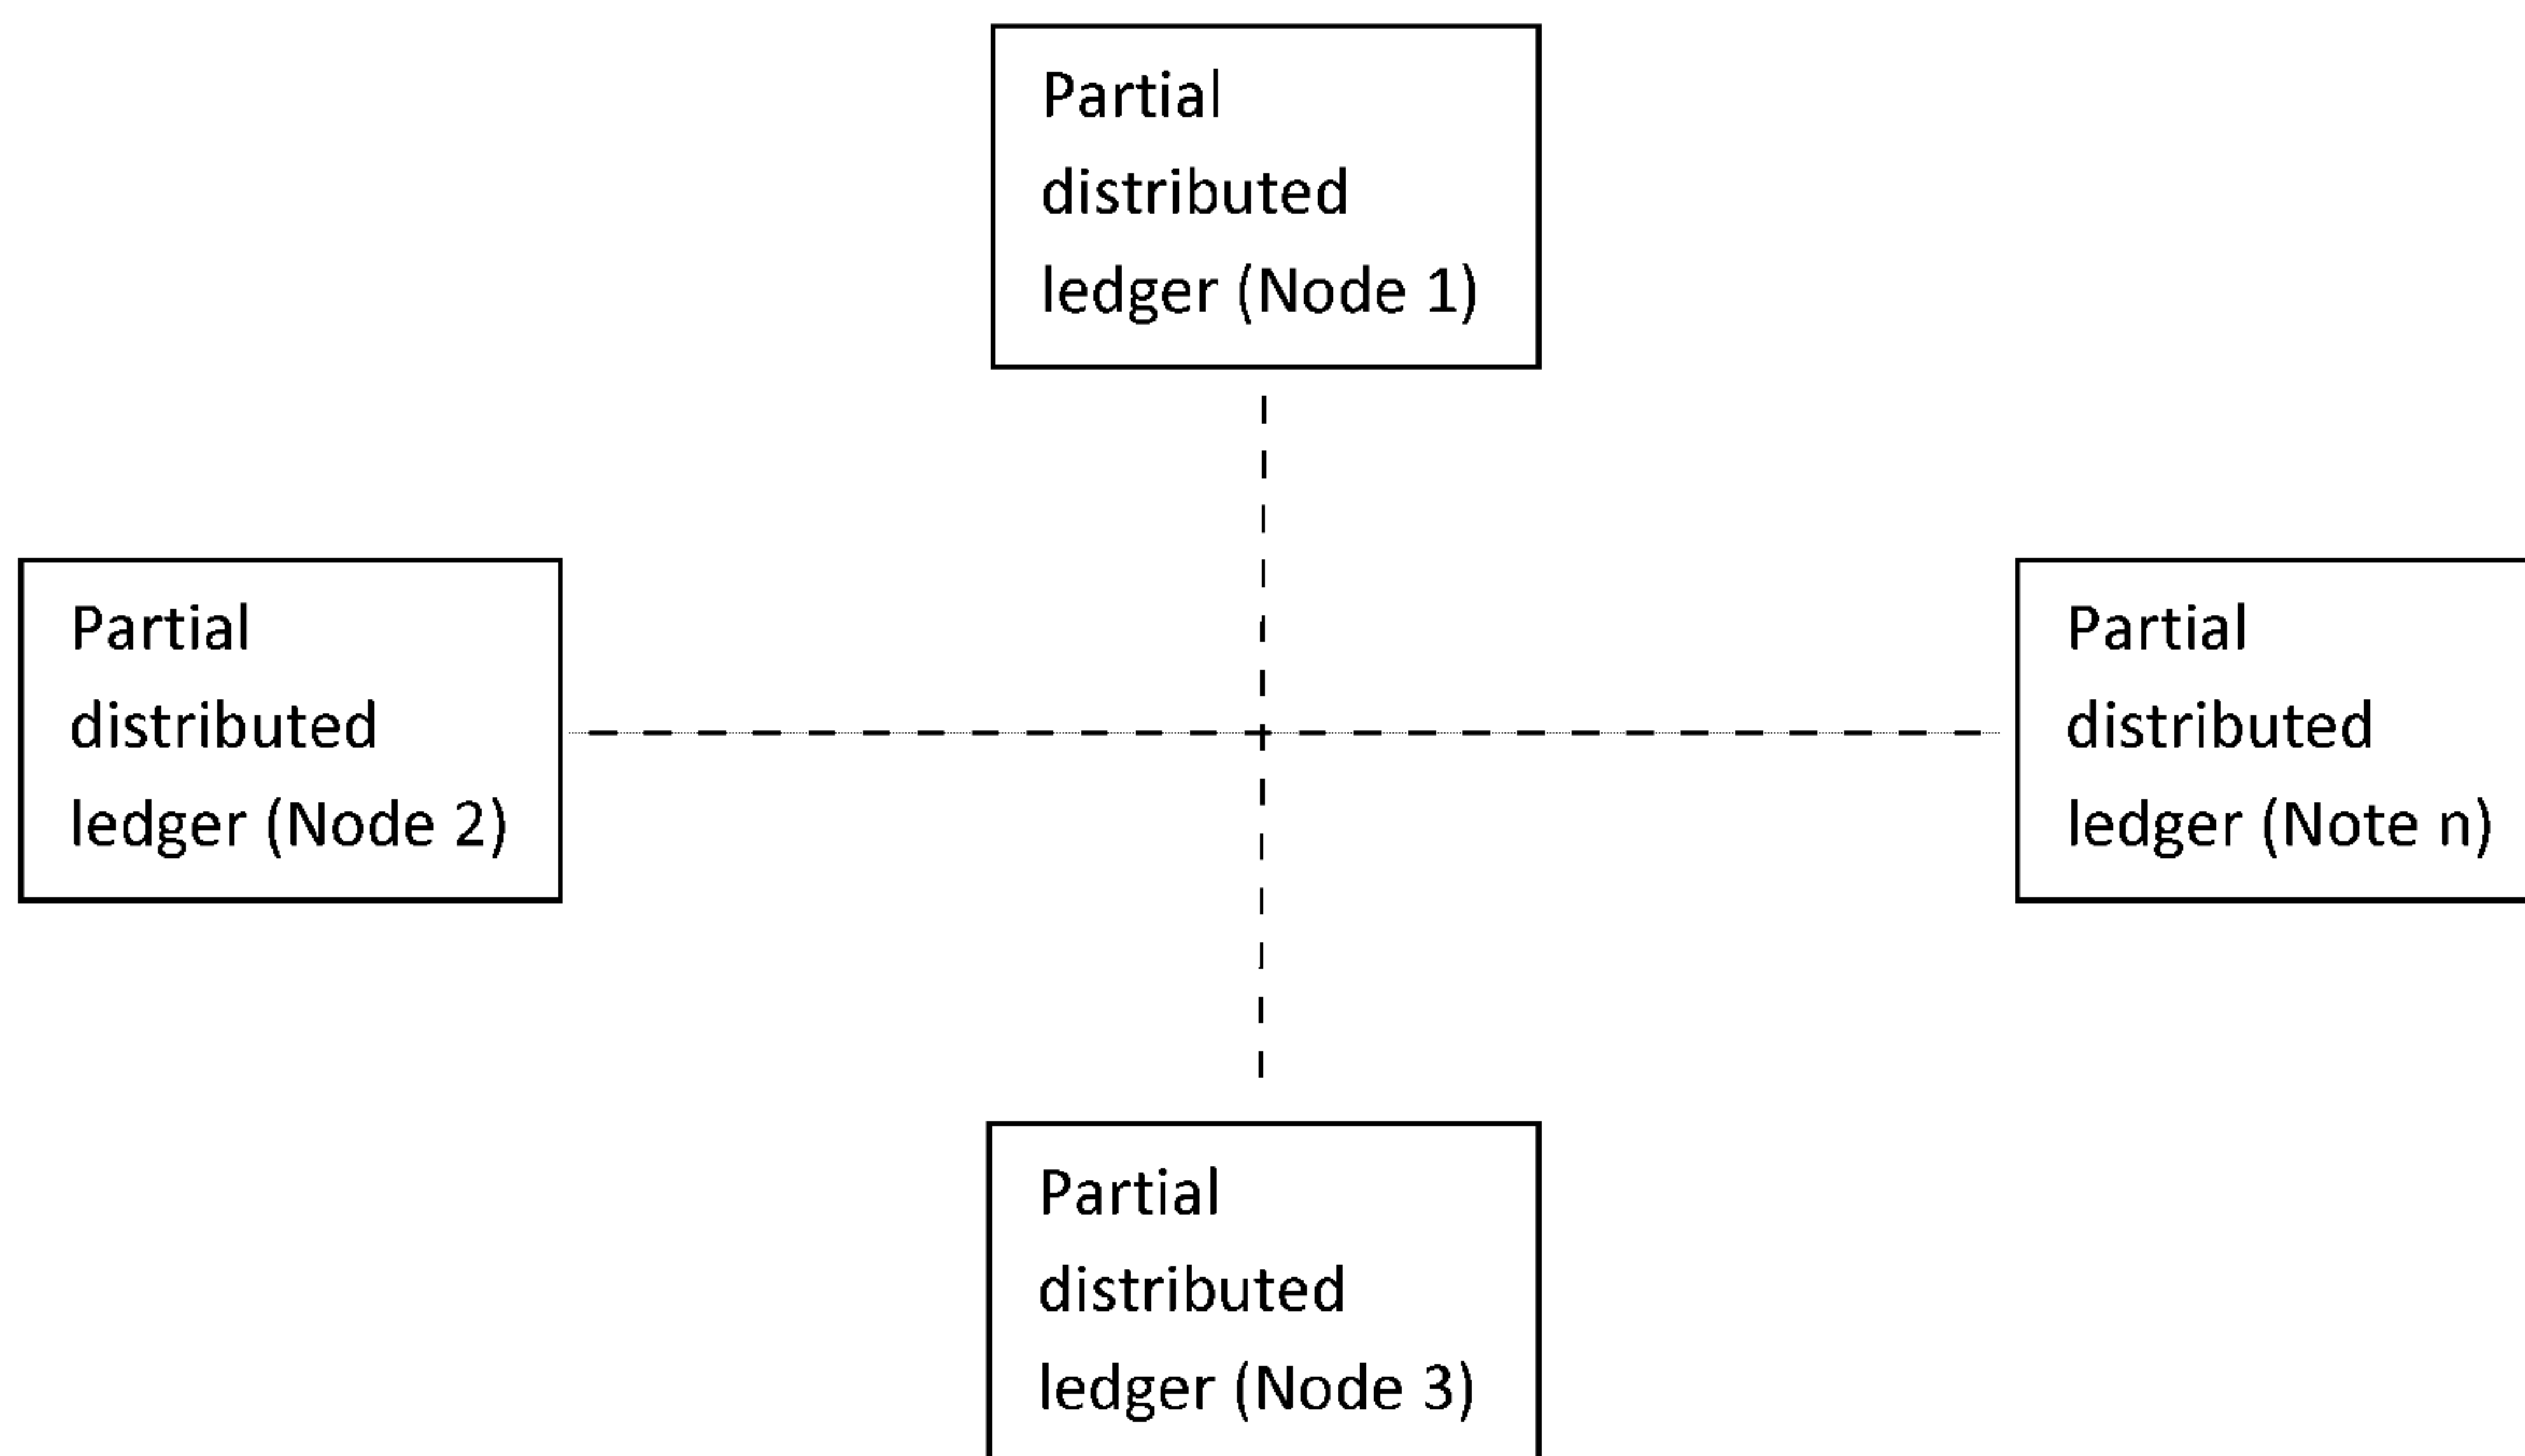 Partial
distributed
ledger (Node 1)
Partial
distributed
ledger (Node 2)
Partial
distributed
ledger (Note n)
Partial
distributed
ledger (Node 3)